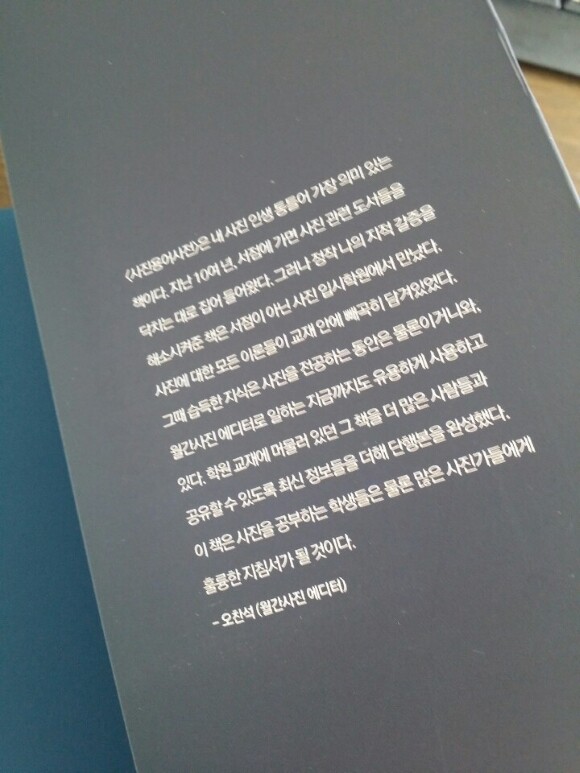 <사진용어사전>은 내 사진 인생 통틀어 가장 의미 있는
책이다. 지난 10여 년, 서점에 가면 사진 관련 도서들을
닥치는 대로 집어 들어왔다. 그러나 정작 나의 지적 갈증을
해소시켜준 책은 서점이 아닌 사진 입시학원에서 만났다.
사진에 대한 모든 이론들이 교재 안에 빼곡히 담겨있었다.
그때 습득한 지식은 사진을 전공하는 동안은 물론이거니와,
월간사진 에디터로 일하는 지금까지도 유용하게 사용하고
있다. 학원 교재에 머물러 있던 그 책을 더 많은 사람들과
공유할 수 있도록 최신 정보들을 더해 단행본을 완성했다.
이 책은 사진을 공부하는 학생들은 물론 많은 사진가들에게
훌륭한 지침서가 될 것이다.
- 오찬석 (월간사진 에디터)